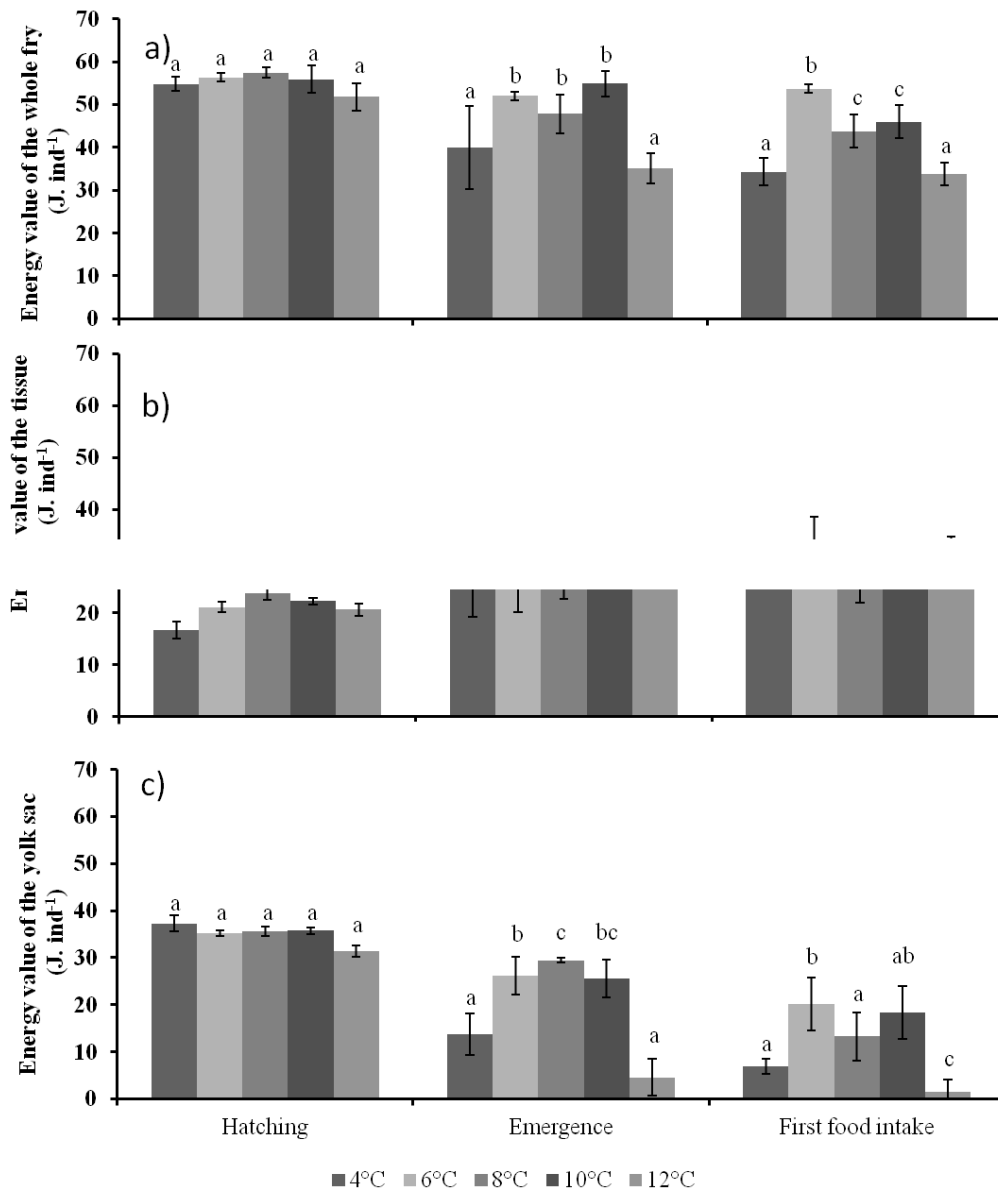 a)
Energy value of the whole fry
(J. ind-1)
70
60
50
40
30
20
10
0
a a a a a
a b b b a
a b c c a
b)
Er value of the tissue
(J. ind-1)
70
60
50
40
20
10
0
c)
Energy value of the yolk sac
(J. ind-1)
70
60
50
40
30
20
10
0
a a a a a
a b c bc a
a b a ab c
Hatching Emergence First food intake
4°C 6°C 8°C 10°C 12°C